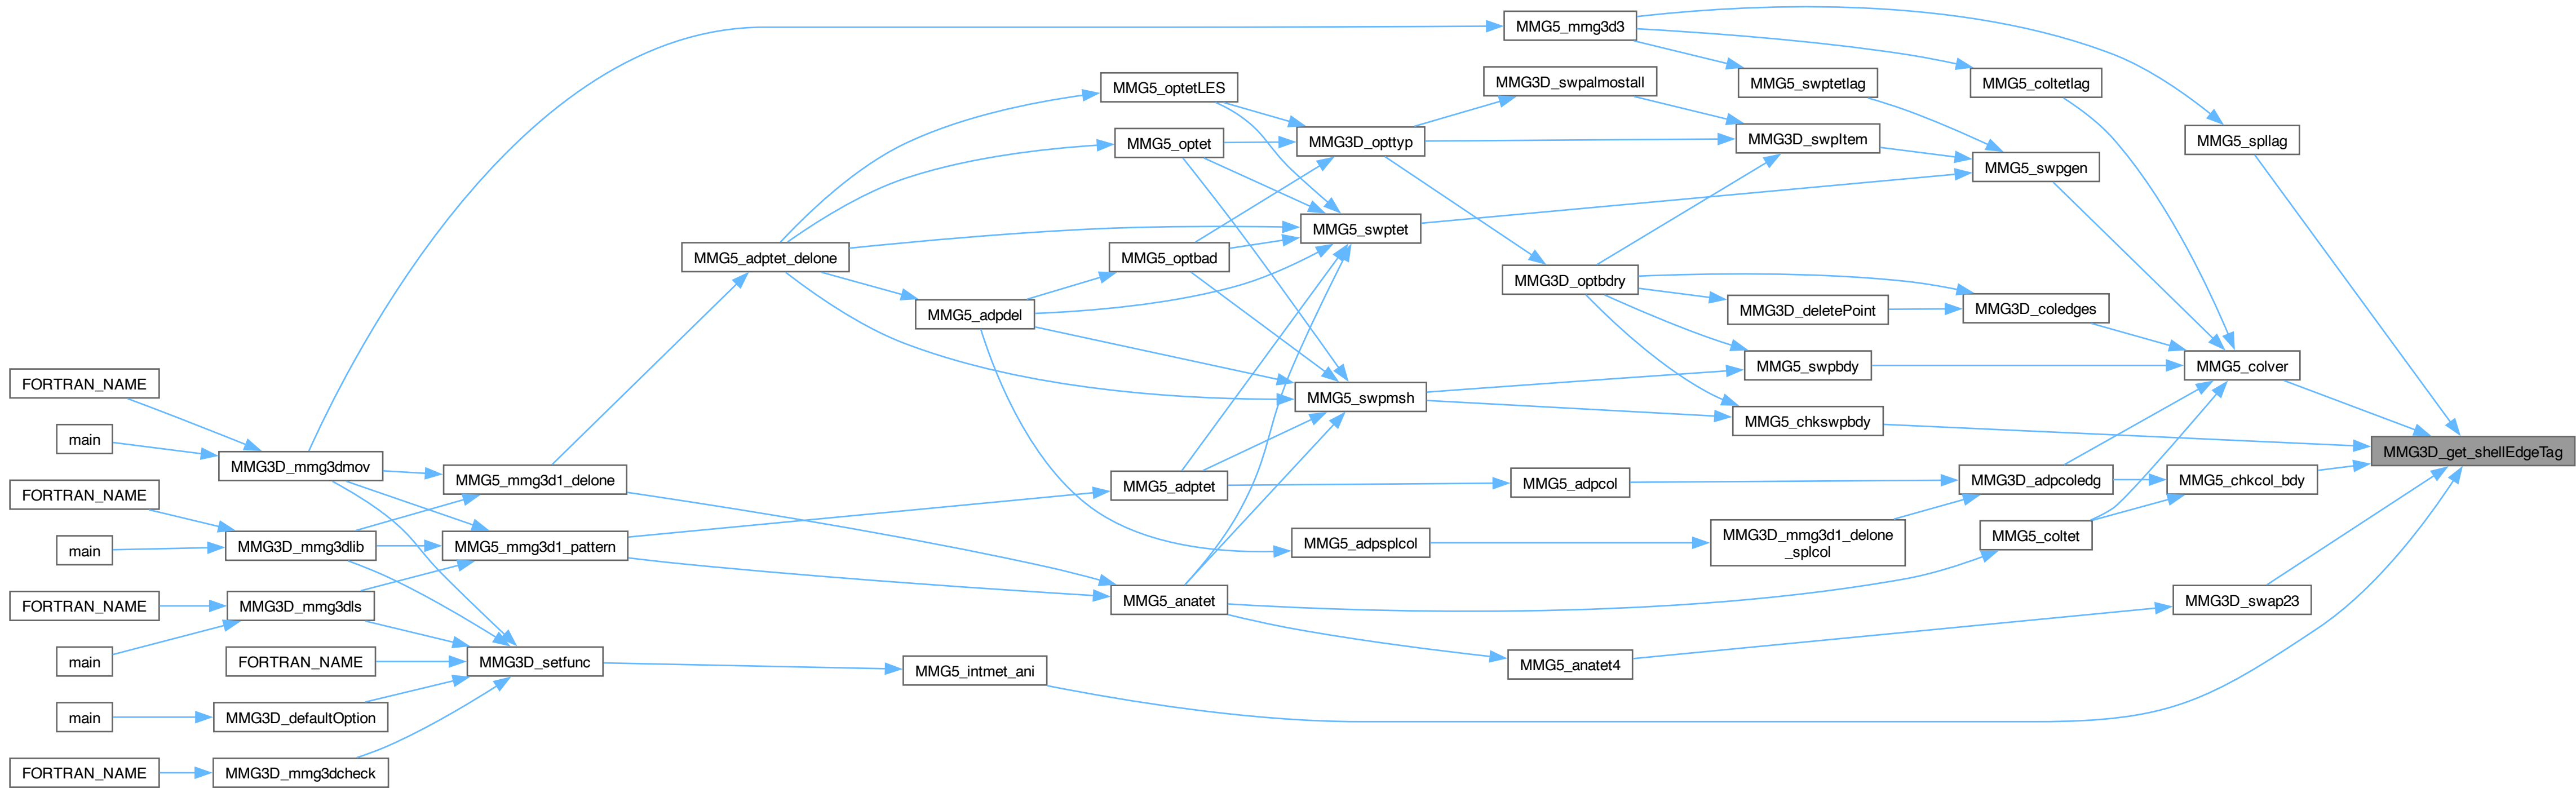 MMG5_mmg3d3
MMG5_optetLES
MMG3D_swpalmostall
MMG5_swptetlag
MMG5_coltetlag
MMG5_optet
MMG3D_opttyp
MMG3D_swpItem
MMG5_spllag
MMG5_swpgen
MMG5_swptet
MMG5_adptet_delone
MMG5_optbad
MMG3D_optbdry
MMG5_adpdel
MMG3D_deletePoint
MMG3D_coledges
MMG5_swpbdy
MMG5_colver
FORTRAN_NAME
MMG5_swpmsh
MMG5_chkswpbdy
main
MMG3D_get_shellEdgeTag
MMG3D_mmg3dmov
MMG5_mmg3d1_delone
MMG5_adptet
MMG5_adpcol
MMG3D_adpcoledg
MMG5_chkcol_bdy
FORTRAN_NAME
main
MMG3D_mmg3dlib
MMG5_mmg3d1_pattern
MMG5_adpsplcol
MMG3D_mmg3d1_delone
_splcol
MMG5_coltet
FORTRAN_NAME
MMG3D_mmg3dls
MMG5_anatet
MMG3D_swap23
main
FORTRAN_NAME
MMG3D_setfunc
MMG5_intmet_ani
MMG5_anatet4
main
MMG3D_defaultOption
FORTRAN_NAME
MMG3D_mmg3dcheck